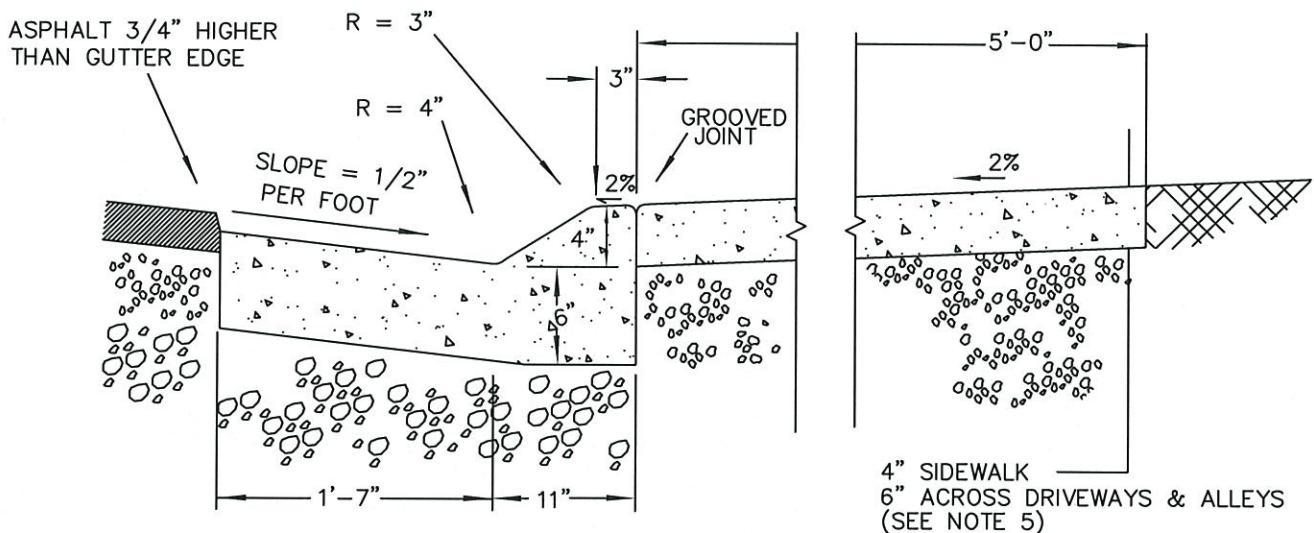 ASPHALT 3/4" HIGHER
THAN GUTTER EDGE
R = 3"
R = 4"
3"
5'-0"
GROOVED
JOINT
SLOPE = 1/2"
PER FOOT
2%
2%
4"
6"
1'-7"
11"
4" SIDEWALK
6" ACROSS DRIVEWAYS & ALLEYS
(SEE NOTE 5)